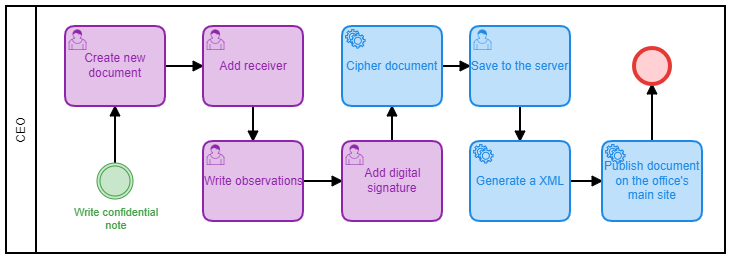 CEO
Create new
document
Add receiver
Cipher document
Save to the server
Write confidential
note
Write observations
Add digital
signature
Generate a XML
Publish document
on the office's
main site